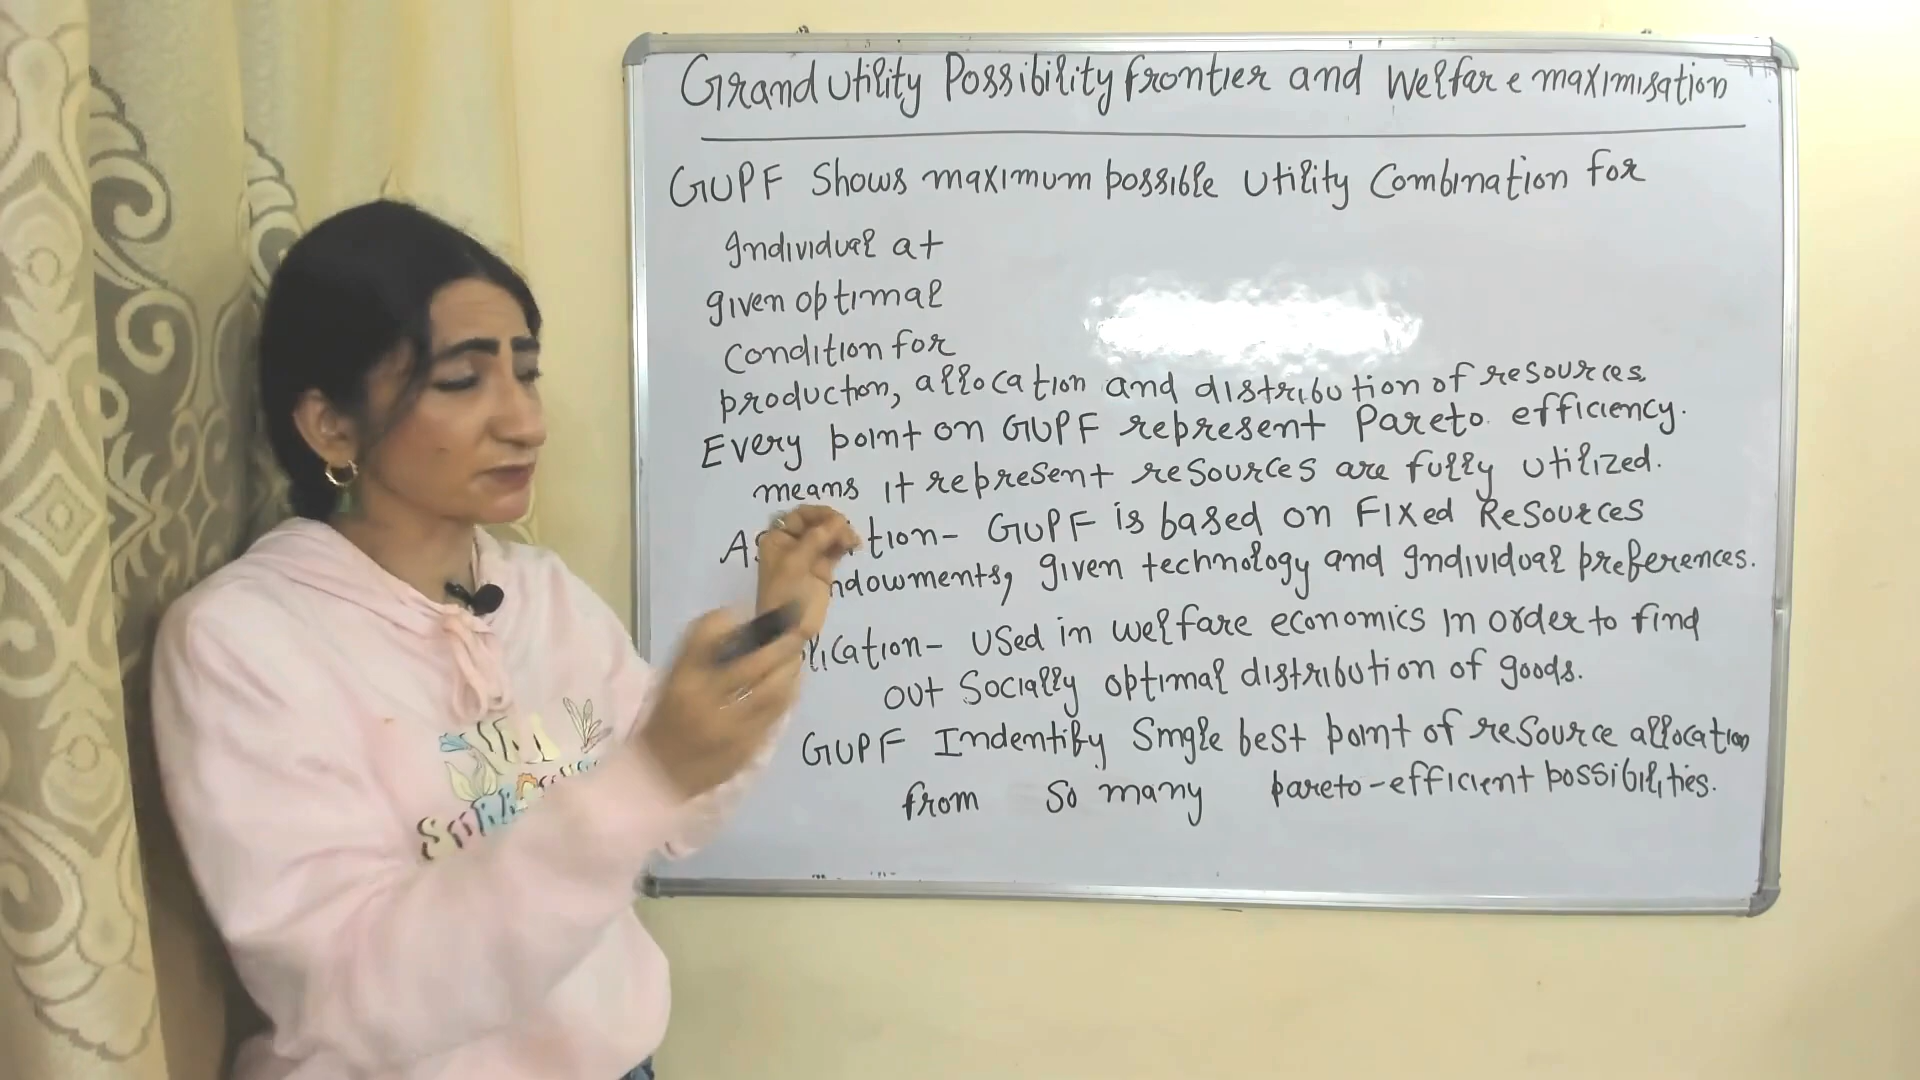 Grand Utility Possibility frontier and Welfare maximisation
GUPF Shows maximum possible Utility Combination for
Individual at
given optimal
Condition for
production, allocation and distribution of resources
Every point on GUPF represent Pareto efficiency.
means it represent resources are fully utilized.
GUPF is based on Fixed Resources
given technology and Individual preferences.
Used in welfare economics in order to find
out Socially optimal distribution of goods.
GUPF Indentify Single best point of resource allocation
from so many pareto-efficient possibilities.